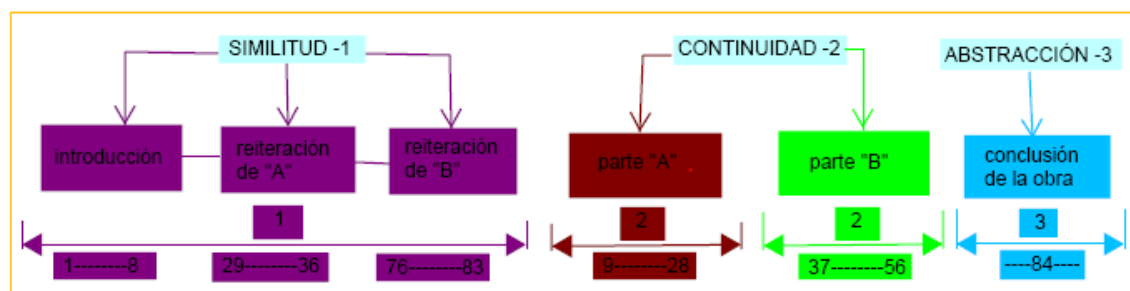 SIMILITUD -1
CONTINUIDAD -2
ABSTRACCIÓN -3
introducción
reiteración
de "A"
reiteración
de "B"
parte "A"
parte "B"
conclusión
de la obra
1
2
2
3
1--------8
29--------36
76--------83
9--------28
37--------56
----84----